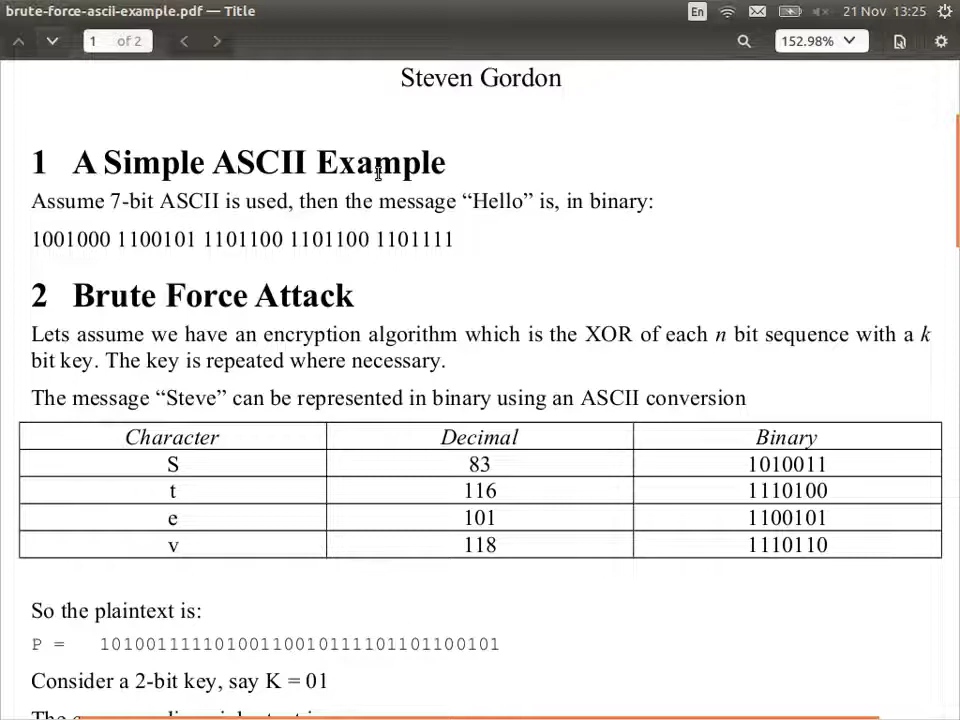 brute-force-ascii-example.pdf — Title
En 21 Nov 13:25
1 of 2
152.98%
Steven Gordon
1 A Simple ASCII Example
Assume 7-bit ASCII is used, then the message “Hello” is, in binary:
1001000 1100101 1101100 1101100 1101111
2 Brute Force Attack
Lets assume we have an encryption algorithm which is the XOR of each n bit sequence with a k
bit key. The key is repeated where necessary.
The message “Steve” can be represented in binary using an ASCII conversion
Character Decimal Binary
S 83 1010011
t 116 1110100
e 101 1100101
v 118 1110110
So the plaintext is:
P = 10100111110100110010111101101100101
Consider a 2-bit key, say K = 01